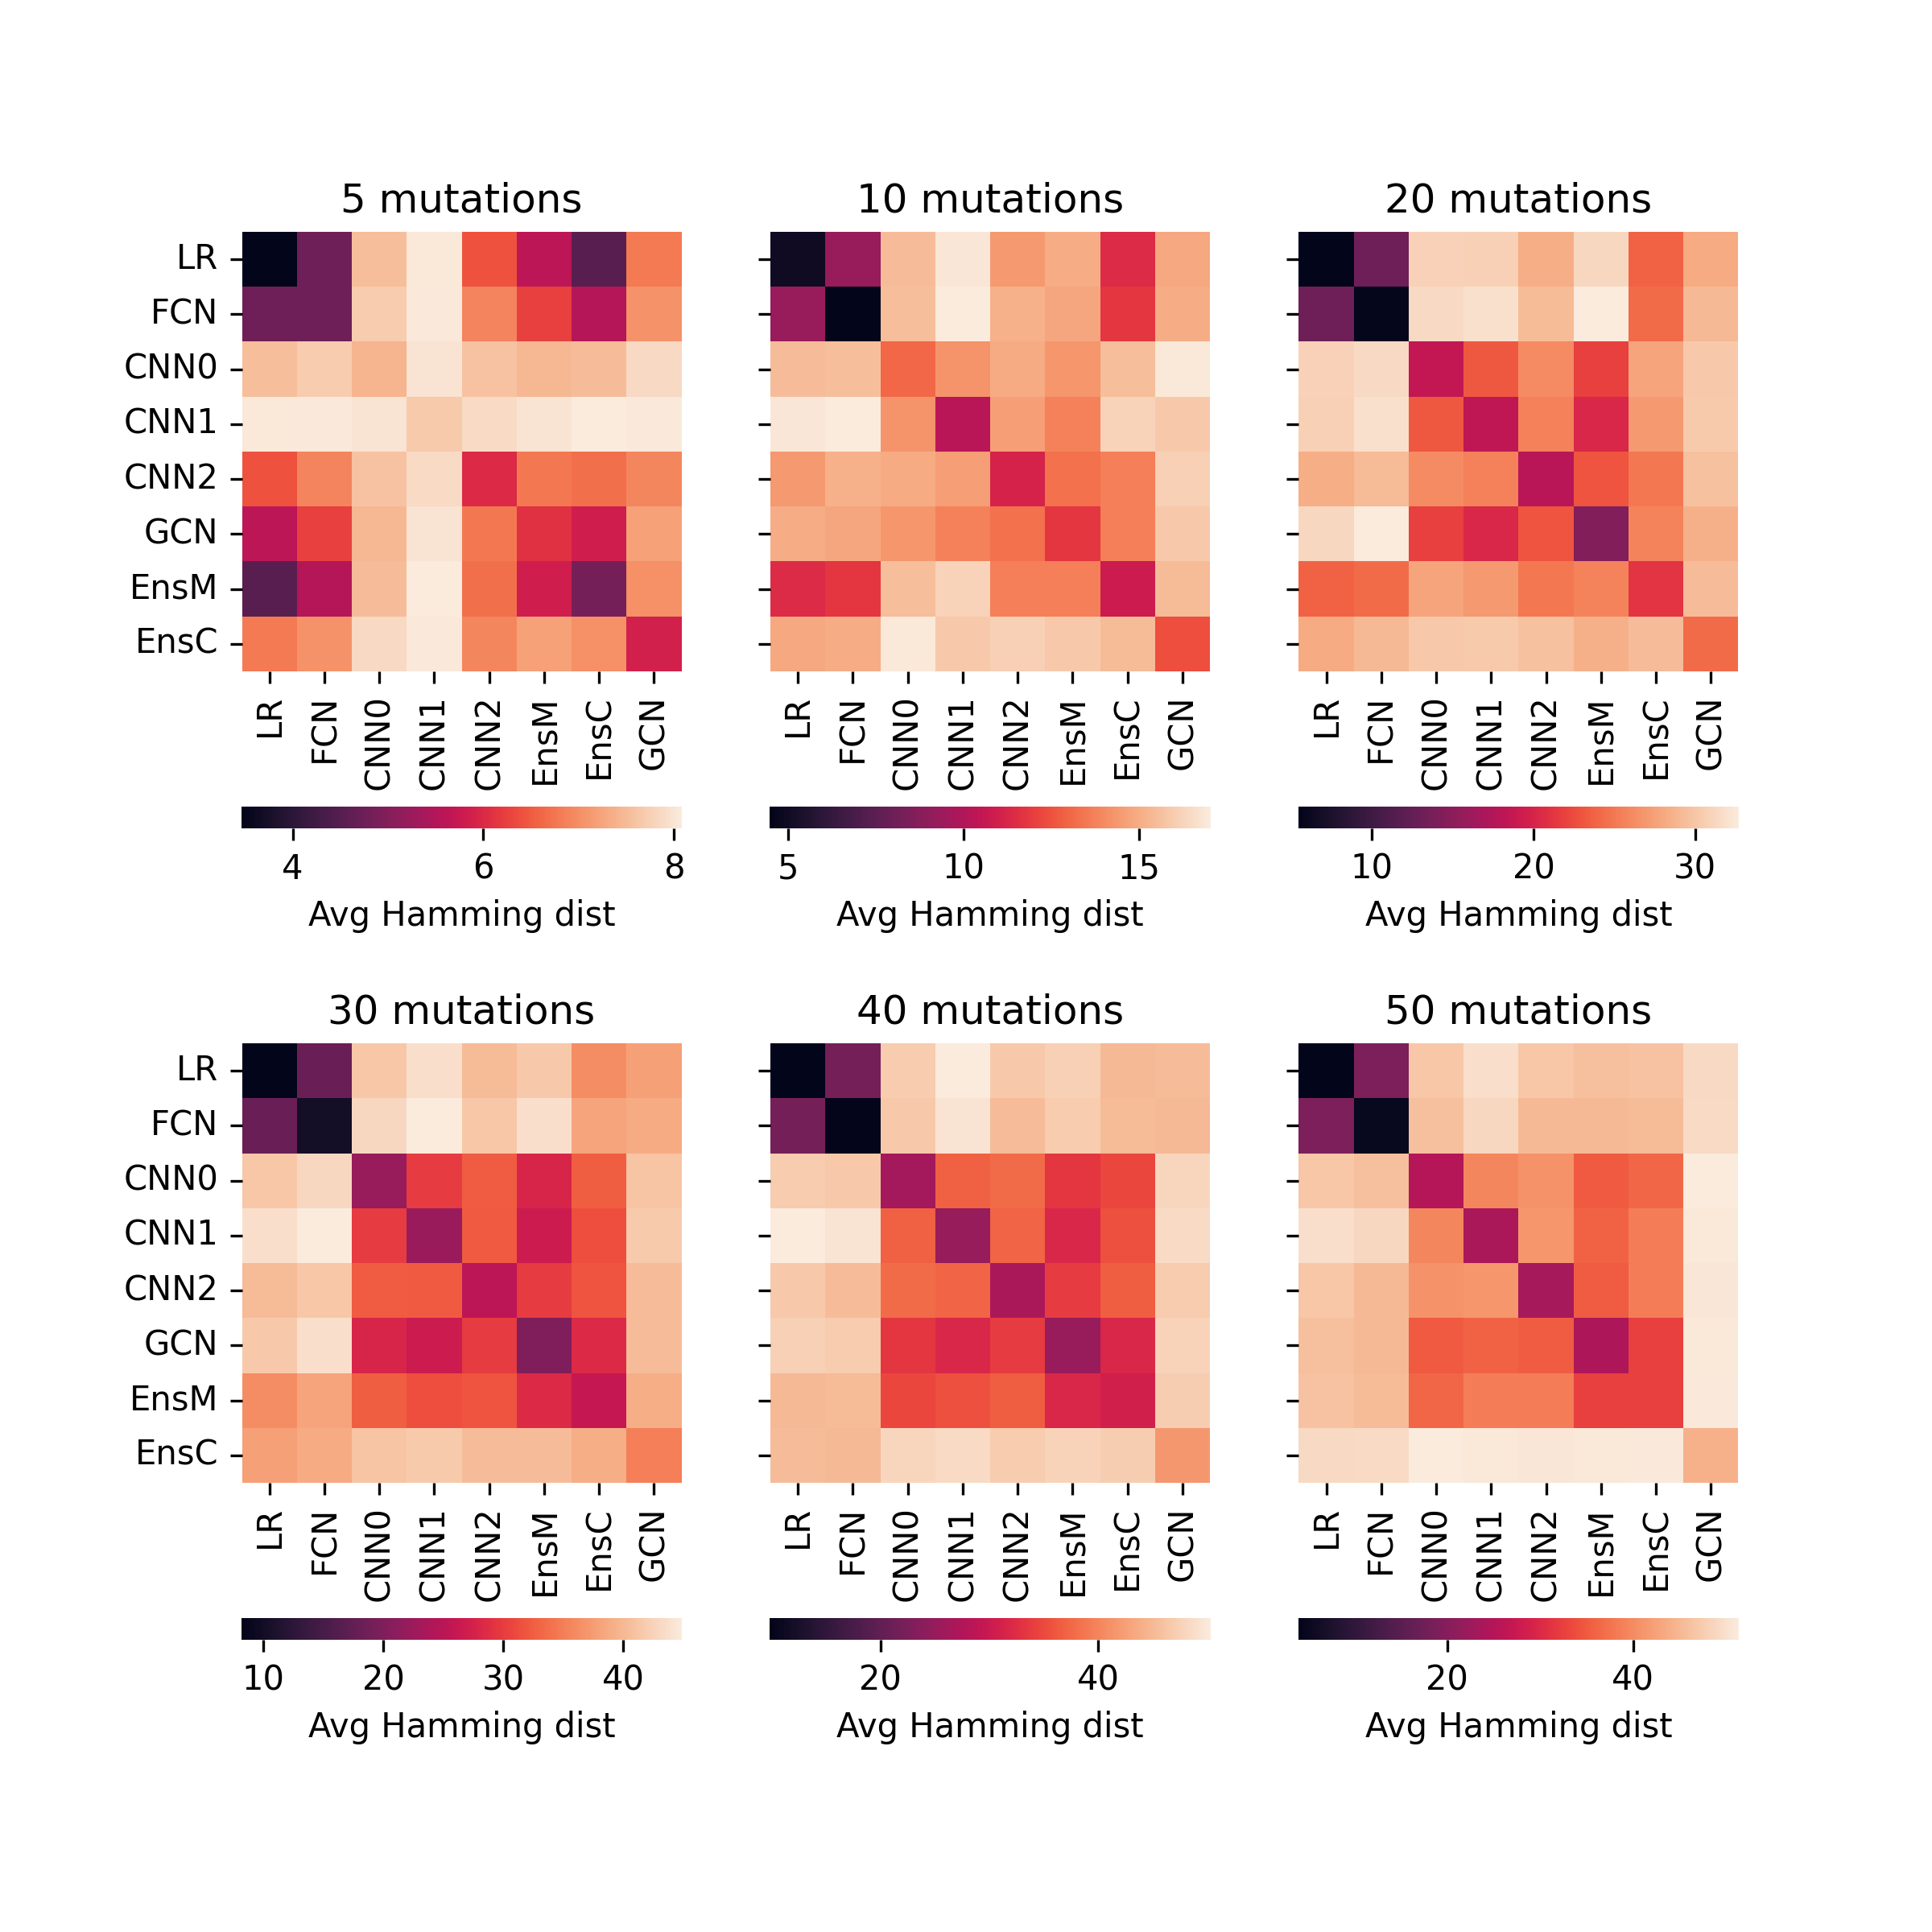 5 mutations
10 mutations
20 mutations
LR
FCN
CNN0
CNN1
CNN2
GCN
EnsM
EnsC
LR FCN CNN0 CNN1 CNN2 EnsM EnsC GCN
LR FCN CNN0 CNN1 CNN2 EnsM EnsC GCN
LR FCN CNN0 CNN1 CNN2 EnsM EnsC GCN
4 6 8
5 10 15
10 20 30
Avg Hamming dist
Avg Hamming dist
Avg Hamming dist
30 mutations
40 mutations
50 mutations
LR
FCN
CNN0
CNN1
CNN2
GCN
EnsM
EnsC
LR FCN CNN0 CNN1 CNN2 EnsM EnsC GCN
LR FCN CNN0 CNN1 CNN2 EnsM EnsC GCN
LR FCN CNN0 CNN1 CNN2 EnsM EnsC GCN
10 20 30 40
20 40
20 40
Avg Hamming dist
Avg Hamming dist
Avg Hamming dist